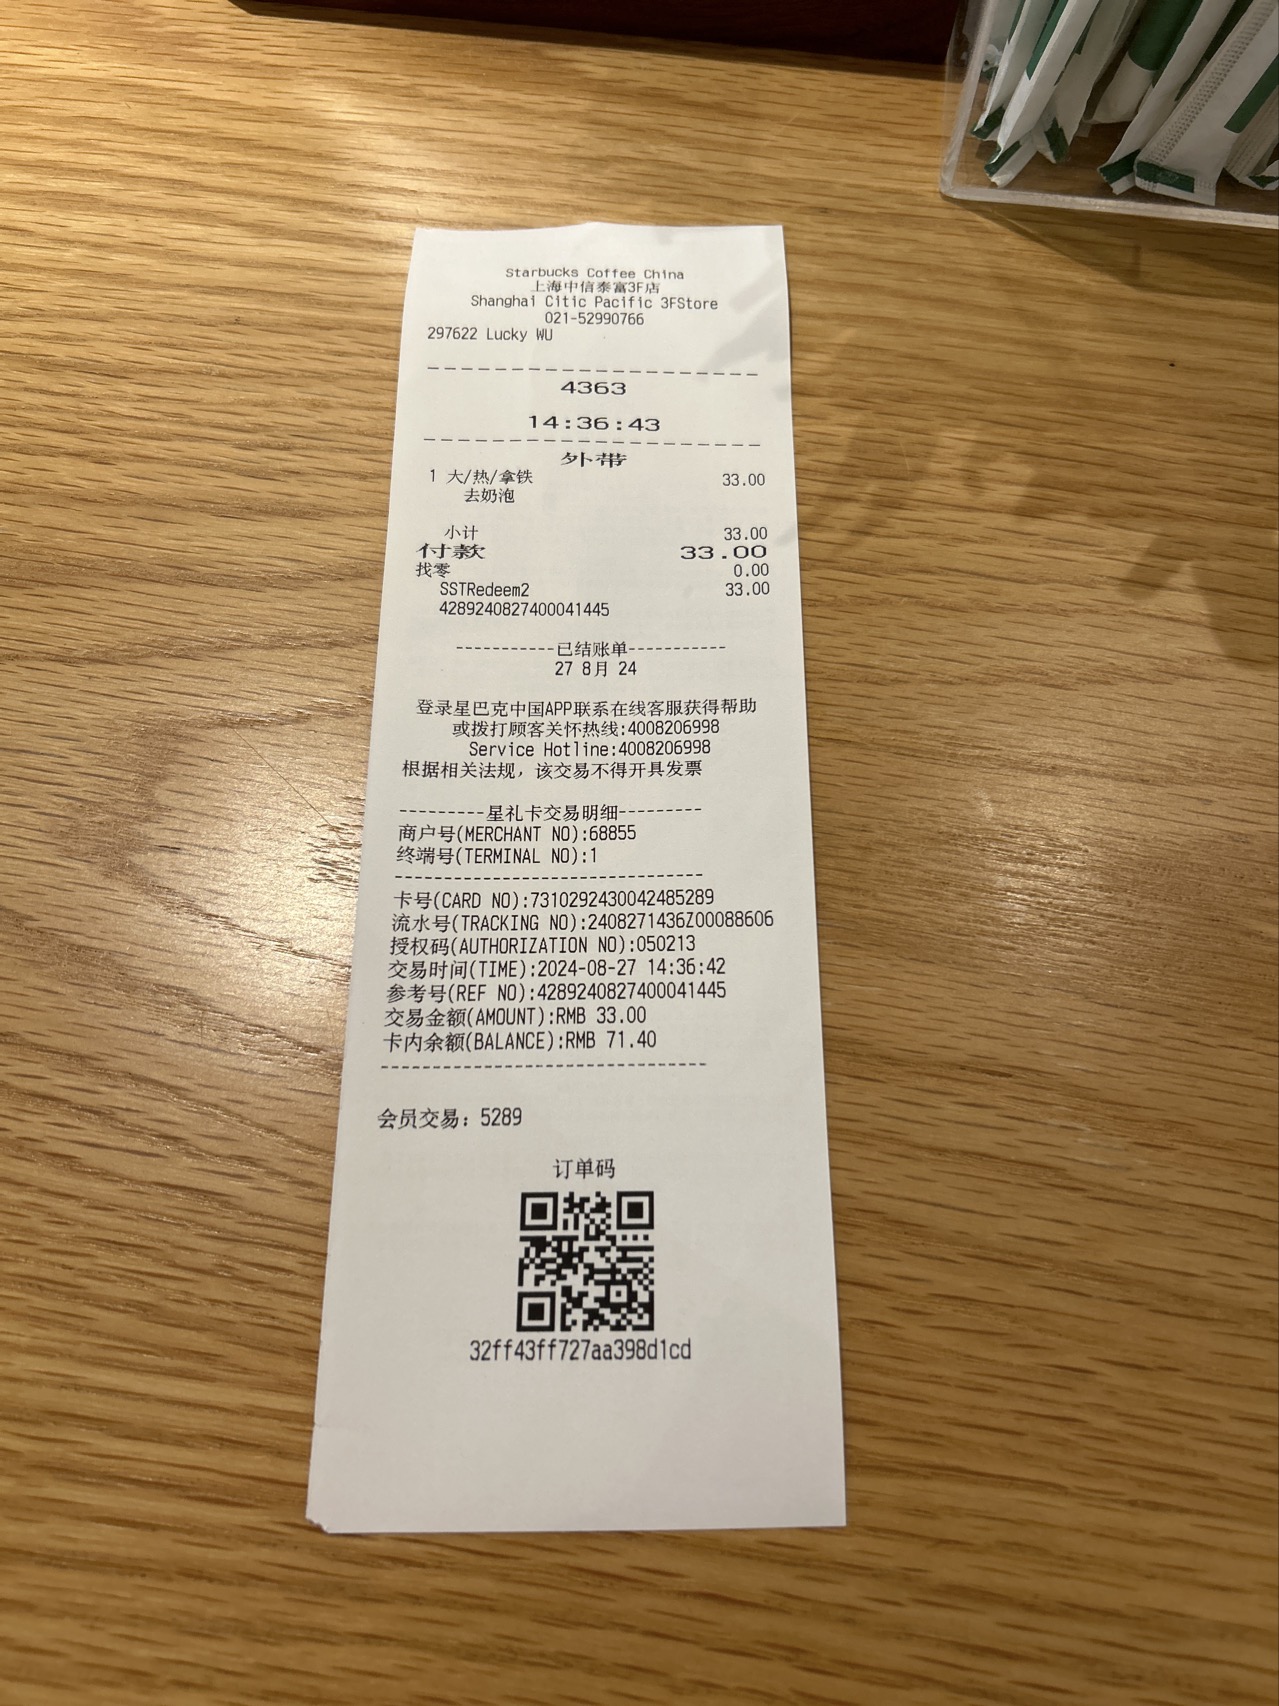 Starbucks Coffee China
上海中信泰富3F店
Shanghai Citic Pacific 3FStore
021-52990766
297622 Lucky WU
4363
14:36:43
外带
1 大/热/拿铁 33.00
去奶泡
小计 33.00
付款 33.00
找零 0.00
SSTRedeem2 33.00
4289240827400041445
-----------已结账单-----------
27 8月 24
登录星巴克中国APP联系在线客服获得帮助
或拨打顾客关怀热线:4008206998
Service Hotline:4008206998
根据相关法规，该交易不得开具发票
---------星礼卡交易明细---------
商户号(MERCHANT NO):68855
终端号(TERMINAL NO):1
卡号(CARD NO):7310292430042485289
流水号(TRACKING NO):2408271436Z00088606
授权码(AUTHORIZATION NO):050213
交易时间(TIME):2024-08-27 14:36:42
参考号(REF NO):4289240827400041445
交易金额(AMOUNT):RMB 33.00
卡内余额(BALANCE):RMB 71.40
会员交易：5289
订单码
32ff43ff727aa398d1cd